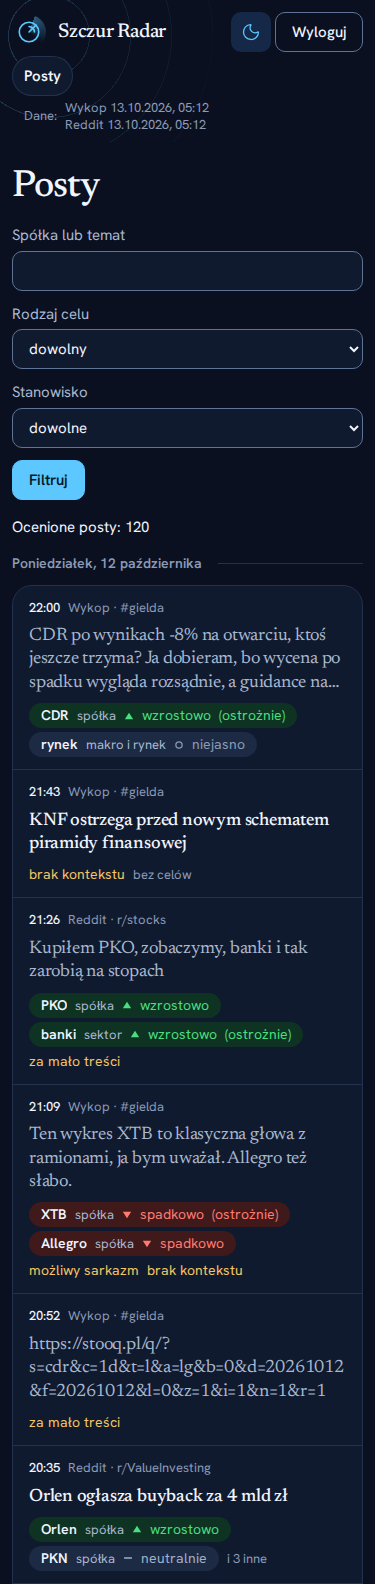 Szczur Radar
Wyloguj
Posty
Dane:
Wykop 13.10.2026, 05:12
Reddit 13.10.2026, 05:12
Posty
Spółka lub temat
Rodzaj celu
dowolny
Stanowisko
dowolne
Filtruj
Ocenione posty: 120
Poniedziałek, 12 października
22:00 Wykop · #gielda
CDR po wynikach -8% na otwarciu, ktoś
jeszcze trzyma? Ja dobieram, bo wycena po
spadku wygląda rozsądnie, a guidance na...
CDR spółka ▲ wzrostowo (ostrożnie)
rynek makro i rynek ○ niejasno
21:43 Wykop · #gielda
KNF ostrzega przed nowym schematem
piramidy finansowej
brak kontekstu bez celów
21:26 Reddit · r/stocks
Kupiłem PKO, zobaczymy, banki i tak
zarobią na stopach
PKO spółka ▲ wzrostowo
banki sektor ▲ wzrostowo (ostrożnie)
za mało treści
21:09 Wykop · #gielda
Ten wykres XTB to klasyczna głowa z
ramionami, ja bym uważał. Allegro też
słabo.
XTB spółka ▼ spadkowo (ostrożnie)
Allegro spółka ▼ spadkowo
możliwy sarkazm brak kontekstu
20:52 Wykop · #gielda
https://stooq.pl/q/?
s=cdr&c=1d&t=l&a=lg&b=0&d=20261012
&f=20261012&l=0&z=1&i=1&n=1&r=1
za mało treści
20:35 Reddit · r/ValueInvesting
Orlen ogłasza buyback za 4 mld zł
Orlen spółka ▲ wzrostowo
PKN spółka – neutralnie i 3 inne